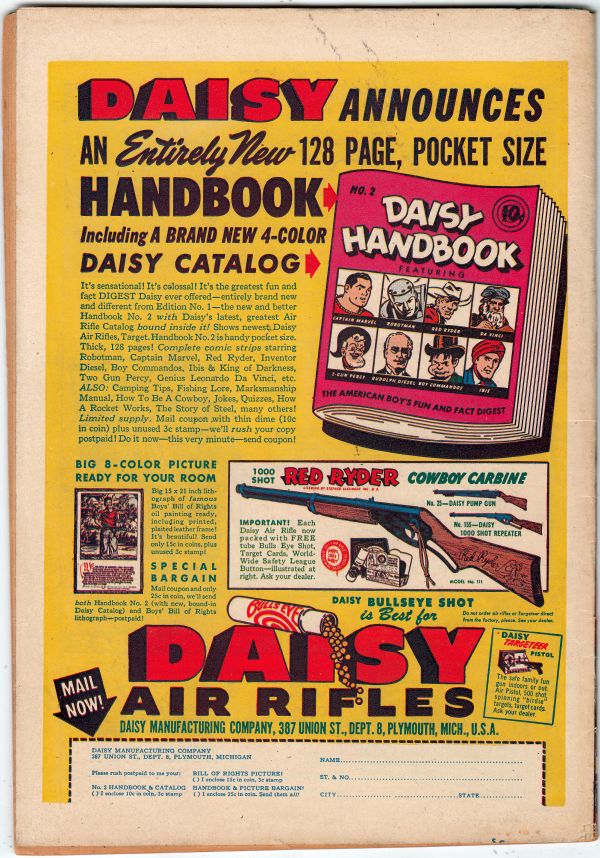 DAISY ANNOUNCES
AN Entirely New 128 PAGE, POCKET SIZE
HANDBOOK
Including A BRAND NEW 4-COLOR
DAISY CATALOG
NO. 2
10¢
DAISY
HANDBOOK
FEATURING
CAPTAIN MARVEL ROBOTMAN RED RYDER DA VINCI
2-GUN PERCY RUDOLPH DIESEL BOY COMMANDOS IBIS
THE AMERICAN BOY'S FUN AND FACT DIGEST
It's sensational! It's colossal! It's the greatest fun and
fact DIGEST Daisy ever offered—entirely brand new
and different from Edition No. 1—the new and better
Handbook No. 2 with Daisy's latest, greatest Air
Rifle Catalog bound inside it! Shows newest Daisy
Air Rifles, Target. Handbook No. 2 is handy pocket size.
Thick, 128 pages! Complete comic strips starring
Robotman, Captain Marvel, Red Ryder, Inventor
Diesel, Boy Commandos, Ibis & King of Darkness,
Two Gun Percy, Genius Leonardo Da Vinci, etc.
ALSO: Camping Tips, Fishing Lore, Marksmanship
Manual, How To Be A Cowboy, Jokes, Quizzes, How
A Rocket Works, The Story of Steel, many others!
Limited supply. Mail coupon with thin dime (10c
in coin) plus unused 3c stamp—we'll rush your copy
postpaid! Do it now—this very minute—send coupon!
BIG 8-COLOR PICTURE
READY FOR YOUR ROOM
Big 15 x 21 inch lith-
ograph of famous
Boys' Bill of Rights
oil painting ready,
including printed,
plaited leather frame!
It's beautiful! Send
only 15c in coins, plus
unused 3c stamp!
SPECIAL
BARGAIN
Mail coupon and only
25c in coin, we'll send
both Handbook No. 2 (with new, bound-in
Daisy Catalog) and Boys' Bill of Rights
lithograph—postpaid!
1000
SHOT
RED RYDER
COWBOY CARBINE
LICENSED BY STEPHEN SLESINGER, INC. N. Y.
No. 25—DAISY PUMP GUN
No. 155—DAISY
1000 SHOT REPEATER
IMPORTANT! Each
Daisy Air Rifle now
packed with FREE
tube Bulls Eye Shot,
Target Cards, World-
Wide Safety League
Button—illustrated at
right. Ask your dealer.
Red Ryder
MODEL No. 111
DAISY BULLSEYE SHOT
is Best for
Do not order air rifles or Targeteer direct
from the factory, please. See your dealer.
BULLS EYE
DAISY
AIR RIFLES
MAIL
NOW!
DAISY
TARGETEER
PISTOL
The safe family fun
gun indoors or out.
Air Pistol, 500 shot
spinning "birdie"
targets, target cards.
Ask your dealer.
DAISY MANUFACTURING COMPANY, 387 UNION ST., DEPT. 8, PLYMOUTH, MICH., U.S.A.
DAISY MANUFACTURING COMPANY
387 UNION ST., DEPT. 8, PLYMOUTH, MICHIGAN
Please rush postpaid to me your:
No. 2 HANDBOOK & CATALOG
( ) I enclose 10c in coin, 3c stamp
BILL OF RIGHTS PICTURE!
( ) I enclose 15c in coin, 3c stamp
HANDBOOK & PICTURE BARGAIN!
( ) I enclose 25c in coin. Send them all!
NAME
ST. & NO.
CITY STATE